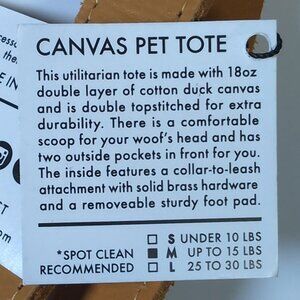 CANVAS PET TOTE
This utilitarian tote is made with 18oz
double layer of cotton duck canvas
and is double topstitched for extra
durability. There is a comfortable
scoop for your woof's head and has
two outside pockets in front for you.
The inside features a collar-to-leash
attachment with solid brass hardware
and a removeable sturdy foot pad.
*SPOT CLEAN
RECOMMENDED
S UNDER 10 LBS
M UP TO 15 LBS
L 25 TO 30 LBS